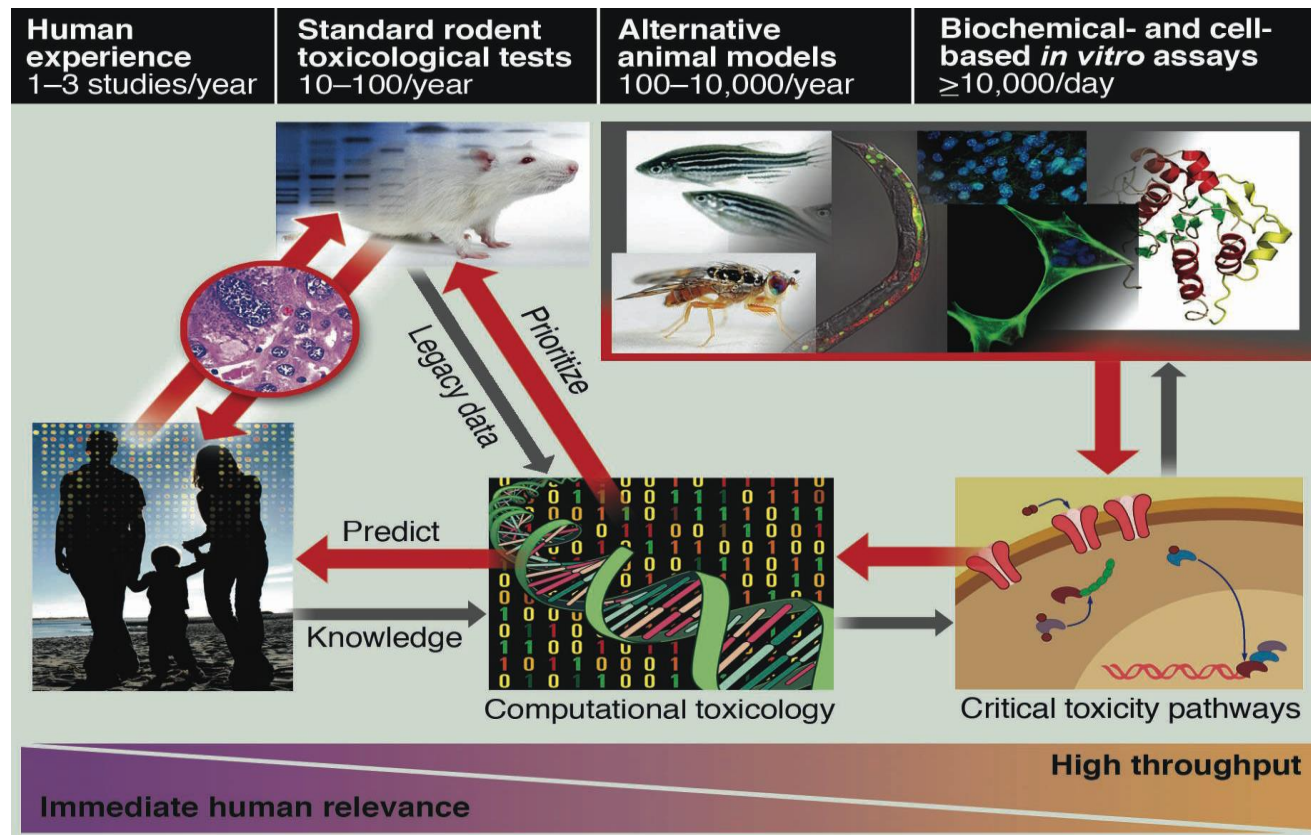 Human
experience
1–3 studies/year
Standard rodent
toxicological tests
10–100/year
Alternative
animal models
100–10,000/year
Biochemical- and cell-
based in vitro assays
≥10,000/day
Legacy data
Prioritize
Predict
Knowledge
Computational toxicology
Critical toxicity pathways
High throughput
Immediate human relevance